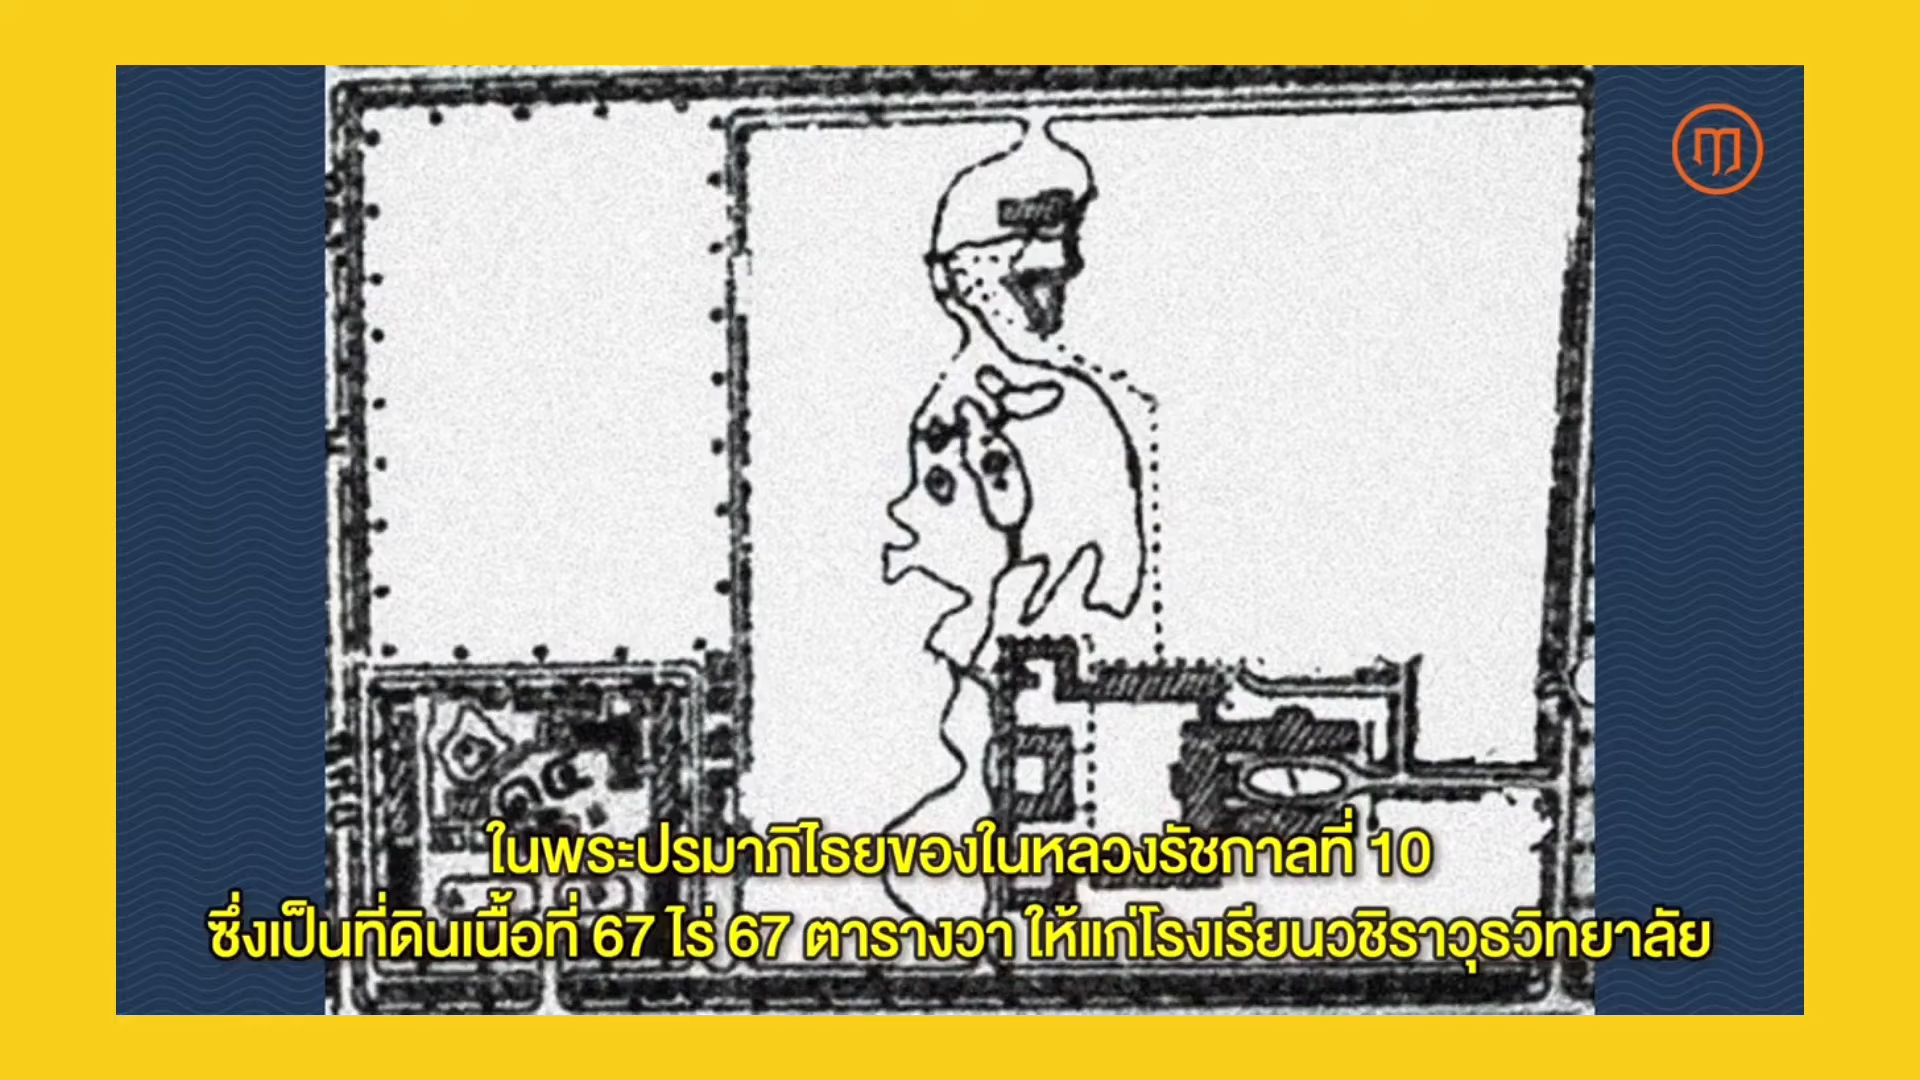 ในพระปรมาภิไธยของในหลวงรัชกาลที่ 10
ซึ่งเป็นที่ดินเนื้อที่ 67 ไร่ 67 ตารางวา ให้แก่โรงเรียนวชิราวุธวิทยาลัย